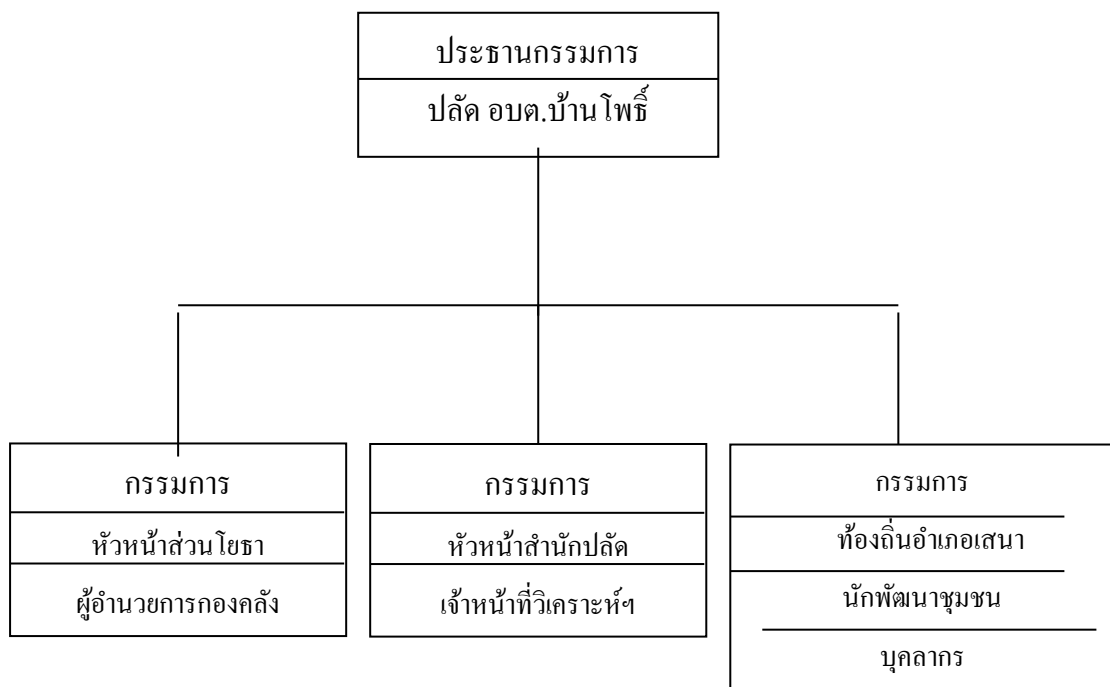 ประธานกรรมการ
ปลัด อบต.บ้านโพธิ์
กรรมการ
หัวหน้าส่วนโยธา
ผู้อำนวยการกองคลัง
กรรมการ
หัวหน้าสำนักปลัด
เจ้าหน้าที่วิเคราะห์ฯ
กรรมการ
ท้องถิ่นอำเภอเสนา
นักพัฒนาชุมชน
บุคลากร